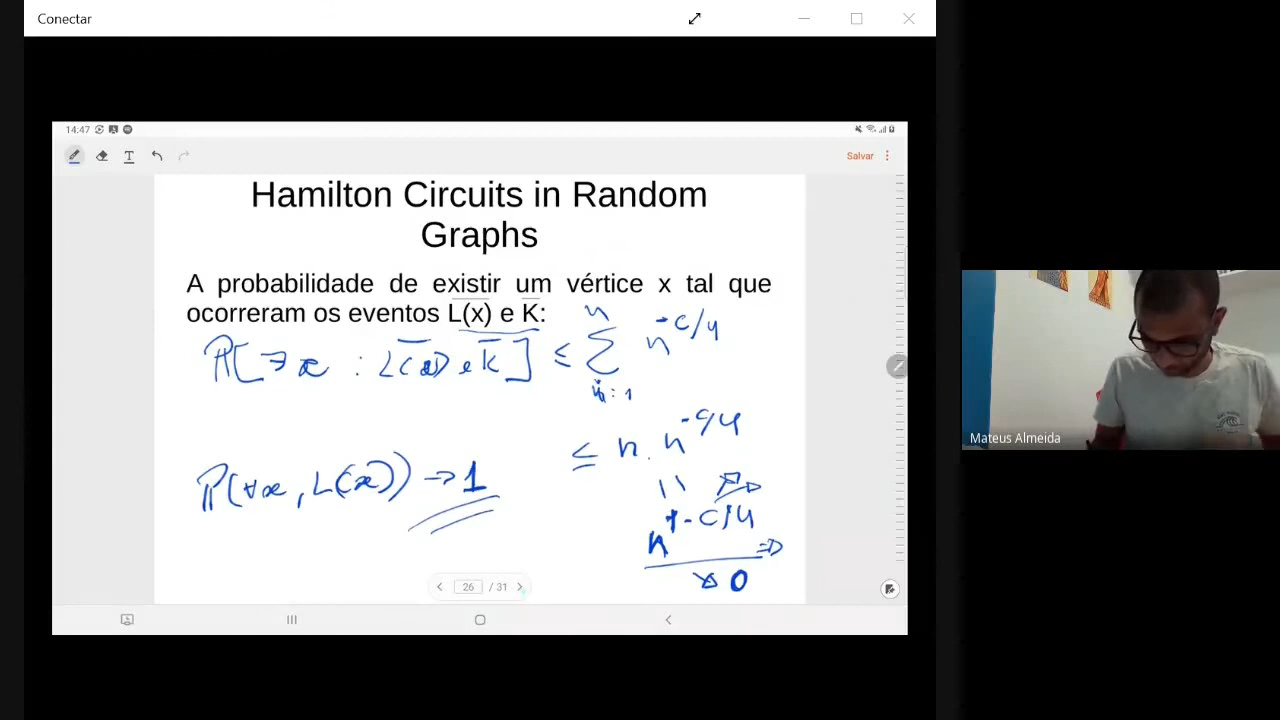 Conectar
14:47
Salvar
Hamilton Circuits in Random
Graphs
A probabilidade de existir um vértice x tal que
ocorreram os eventos L̅(̅x̅)̅ e K̅:
P[∃x : L̅(̅x̅)̅ e K̅] ≤ ∑ n^{-c/4}
n
i=1
≤ n . n^{-c/4}
P(∀x, L(x)) → 1
n^{1-c/4}
→ 0
26 / 31
Mateus Almeida